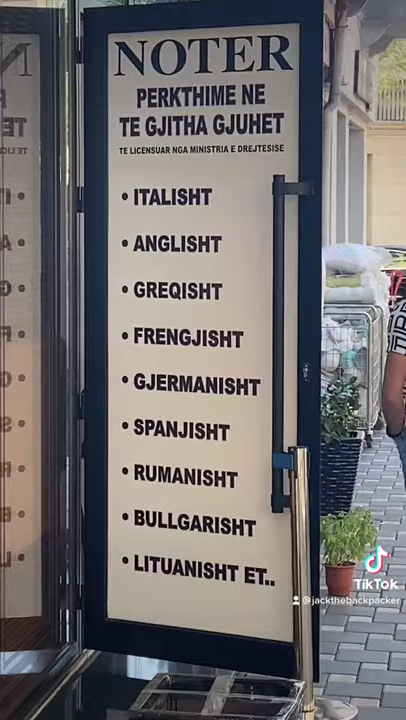 NOTER
PERKTHIME NE
TE GJITHA GJUHET
TE LICENSUAR NGA MINISTRIA E DREJTESISE
• ITALISHT
• ANGLISHT
• GREQISHT
• FRENGJISHT
• GJERMANISHT
• SPANJISHT
• RUMANISHT
• BULLGARISHT
• LITUANISHT ET..
TikTok
@jackthebackpacker